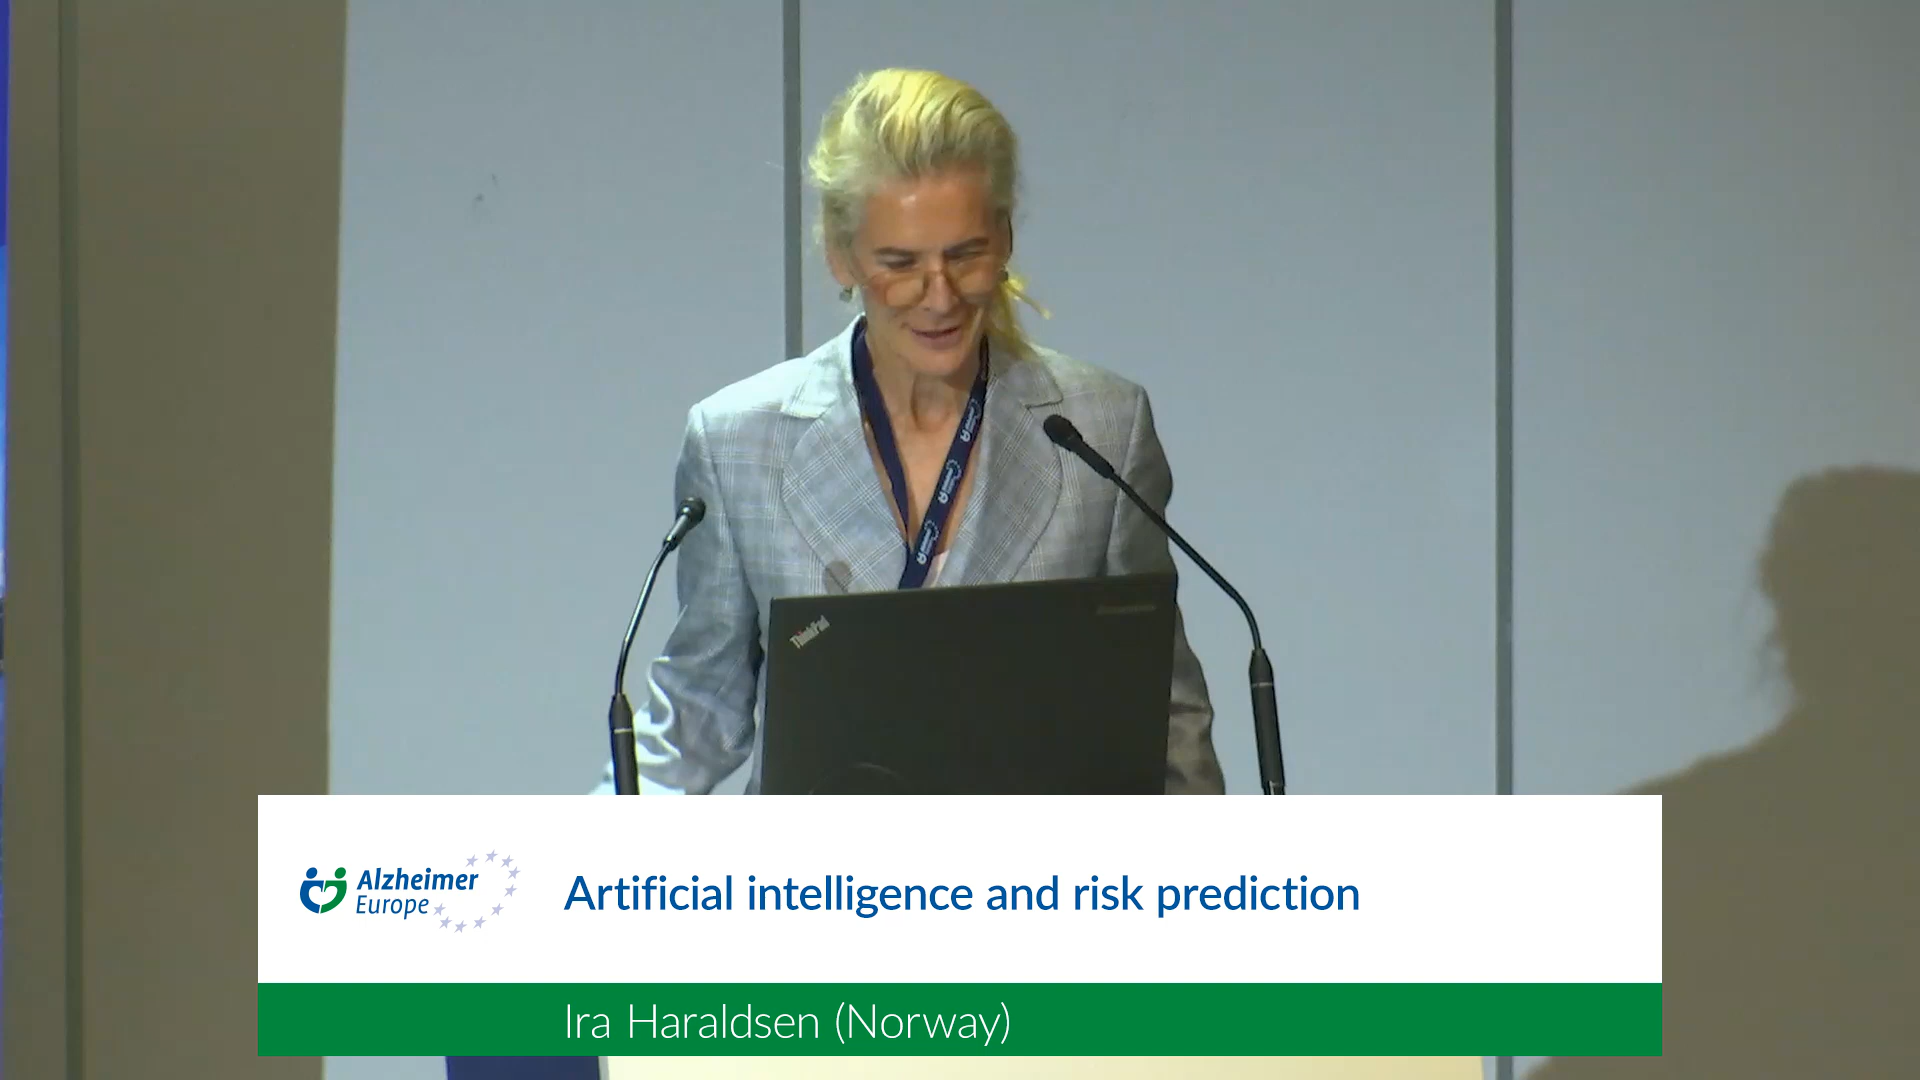 ThinkPad
Alzheimer
Europe
Artificial intelligence and risk prediction
Ira Haraldsen (Norway)